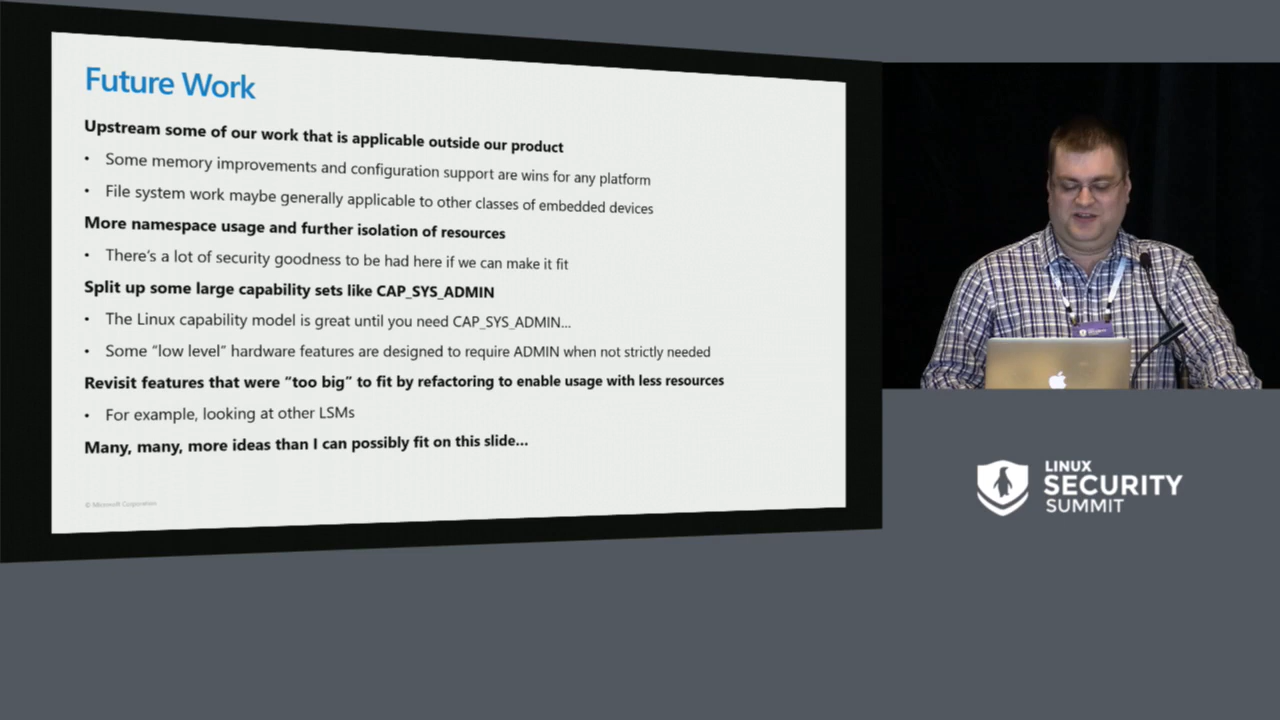 Future Work
Upstream some of our work that is applicable outside our product
• Some memory improvements and configuration support are wins for any platform
• File system work maybe generally applicable to other classes of embedded devices
More namespace usage and further isolation of resources
• There's a lot of security goodness to be had here if we can make it fit
Split up some large capability sets like CAP_SYS_ADMIN
• The Linux capability model is great until you need CAP_SYS_ADMIN...
• Some “low level” hardware features are designed to require ADMIN when not strictly needed
Revisit features that were “too big” to fit by refactoring to enable usage with less resources
• For example, looking at other LSMs
Many, many, more ideas than I can possibly fit on this slide...
© Microsoft Corporation
LINUX
SECURITY
SUMMIT